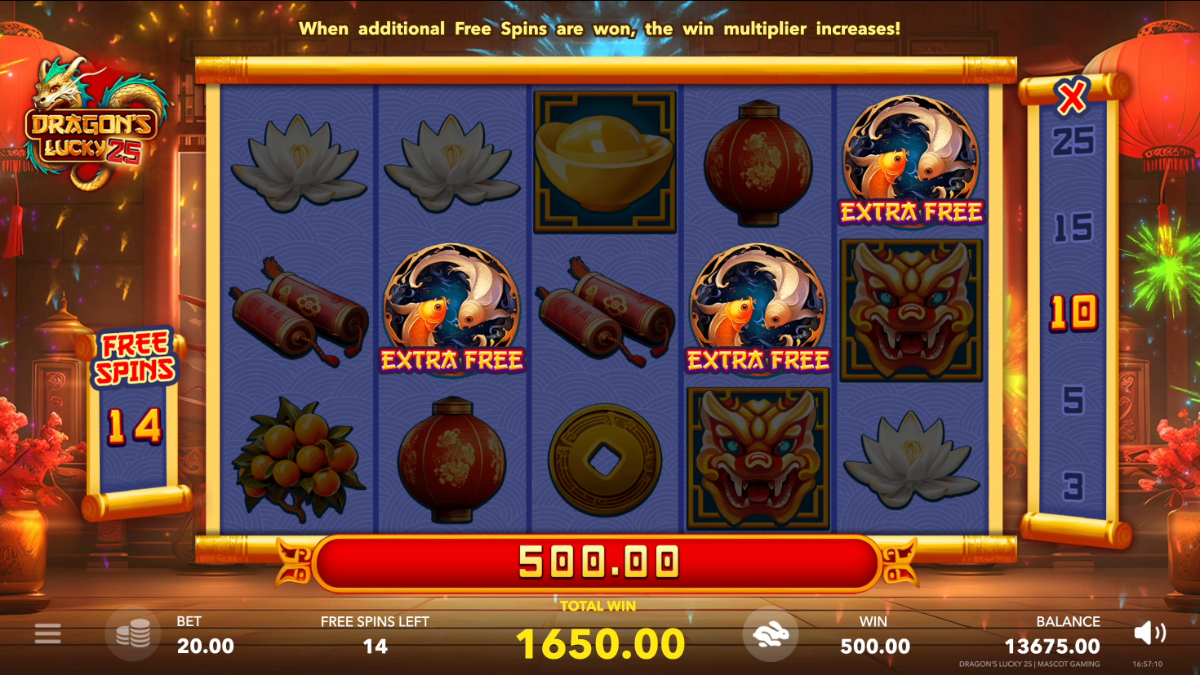 When additional Free Spins are won, the win multiplier increases!
DRAGON'S
LUCKY 25
X
25
15
10
5
3
EXTRA FREE
EXTRA FREE
EXTRA FREE
FREE
SPINS
14
500.00
TOTAL WIN
1650.00
BET
20.00
FREE SPINS LEFT
14
WIN
500.00
BALANCE
13675.00
DRAGON'S LUCKY 25 | MASCOT GAMING
16:57:10